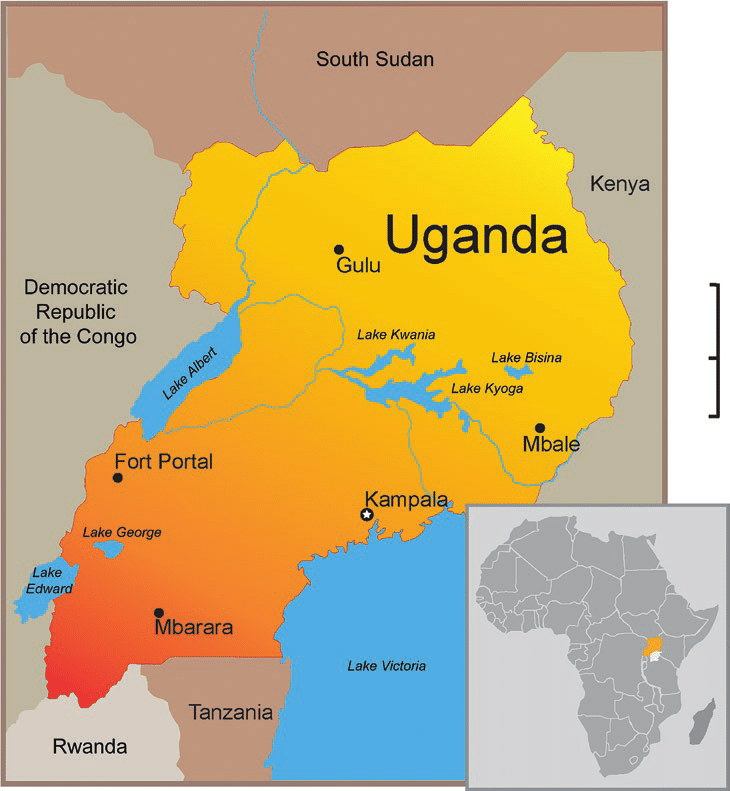 South Sudan
Kenya
Uganda
Gulu
Democratic
Republic
of the Congo
Lake Kwania
Lake Bisina
Lake Albert
Lake Kyoga
Mbale
Fort Portal
Kampala
Lake George
Lake
Edward
Mbarara
Lake Victoria
Tanzania
Rwanda